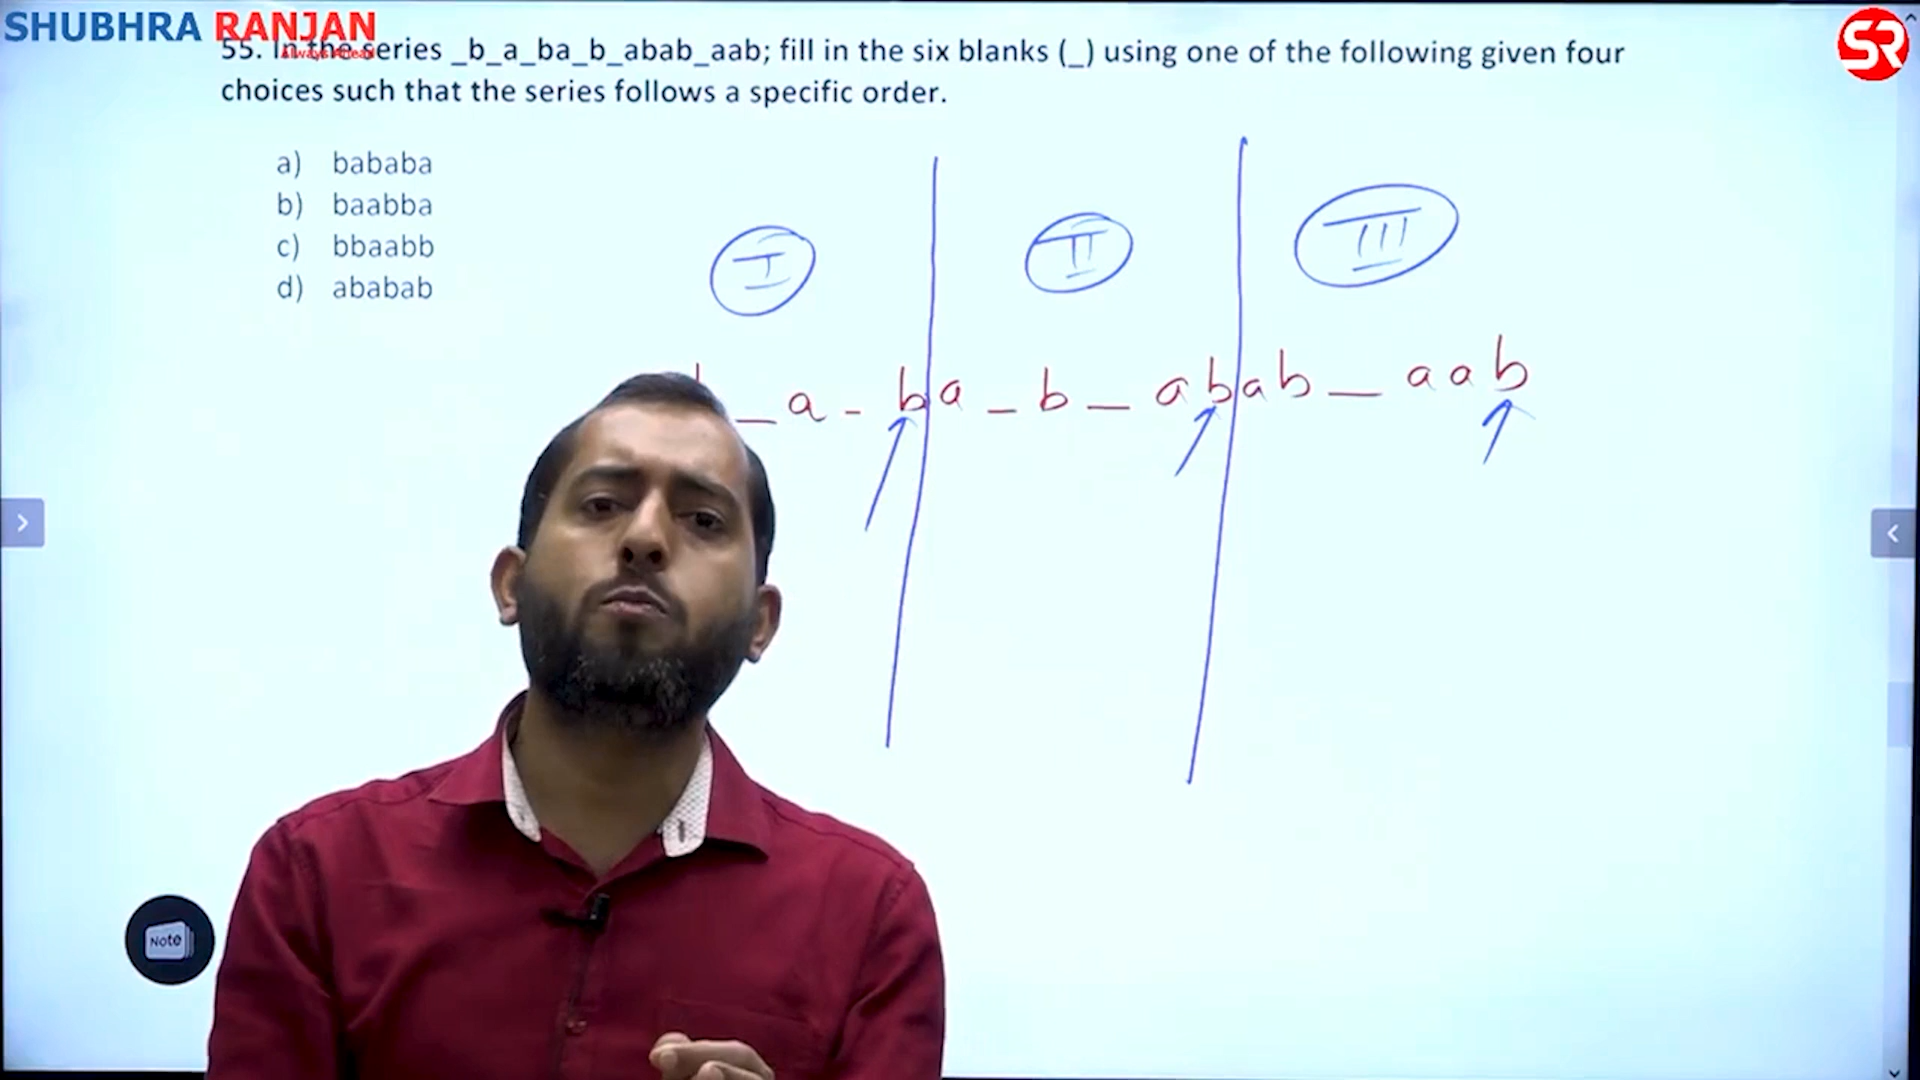 SHUBHRA RANJAN
SR
55. In the series _b_a_ba_b_abab_aab; fill in the six blanks (_) using one of the following given four
choices such that the series follows a specific order.
a) bababa
b) baabba
c) bbaabb
d) ababab
I II III
_ a - b a _ b _ a b a b _ a a b
Note